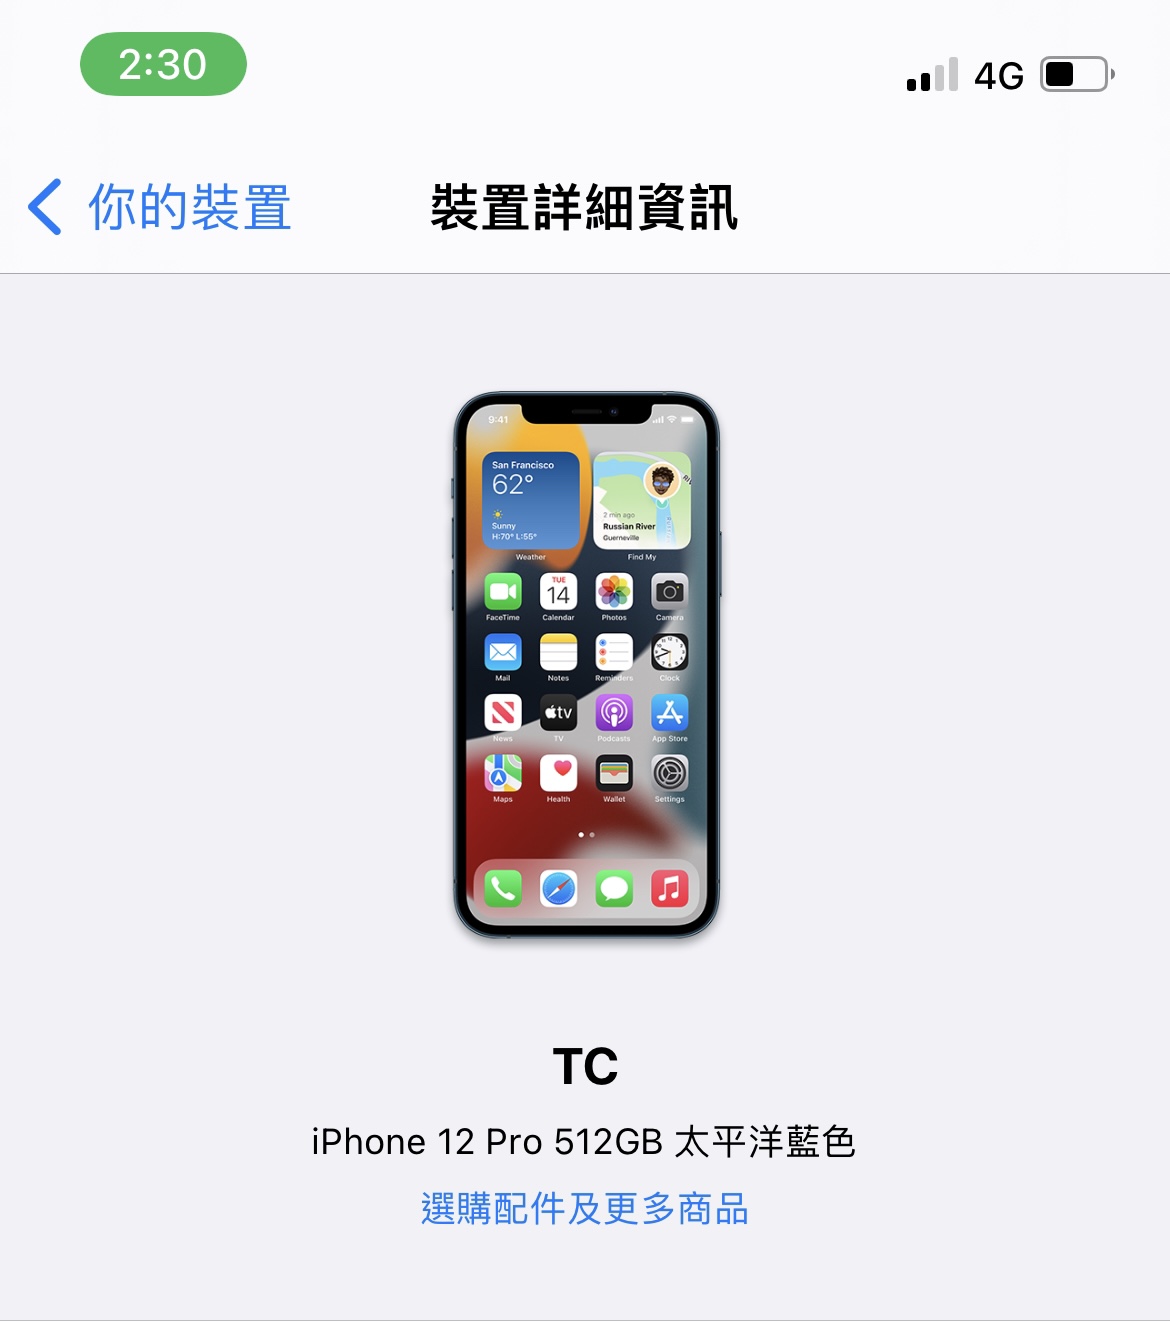 2:30
4G
你的裝置
裝置詳細資訊
9:41
San Francisco
62°
Sunny
H:70° L:55°
Weather
2 min ago
Russian River
Guerneville
Find My
TUE
14
FaceTime
Calendar
Photos
Camera
Mail
Notes
Reminders
Clock
tv
News
TV
Podcasts
App Store
Maps
Health
Wallet
Settings
TC
iPhone 12 Pro 512GB 太平洋藍色
選購配件及更多商品